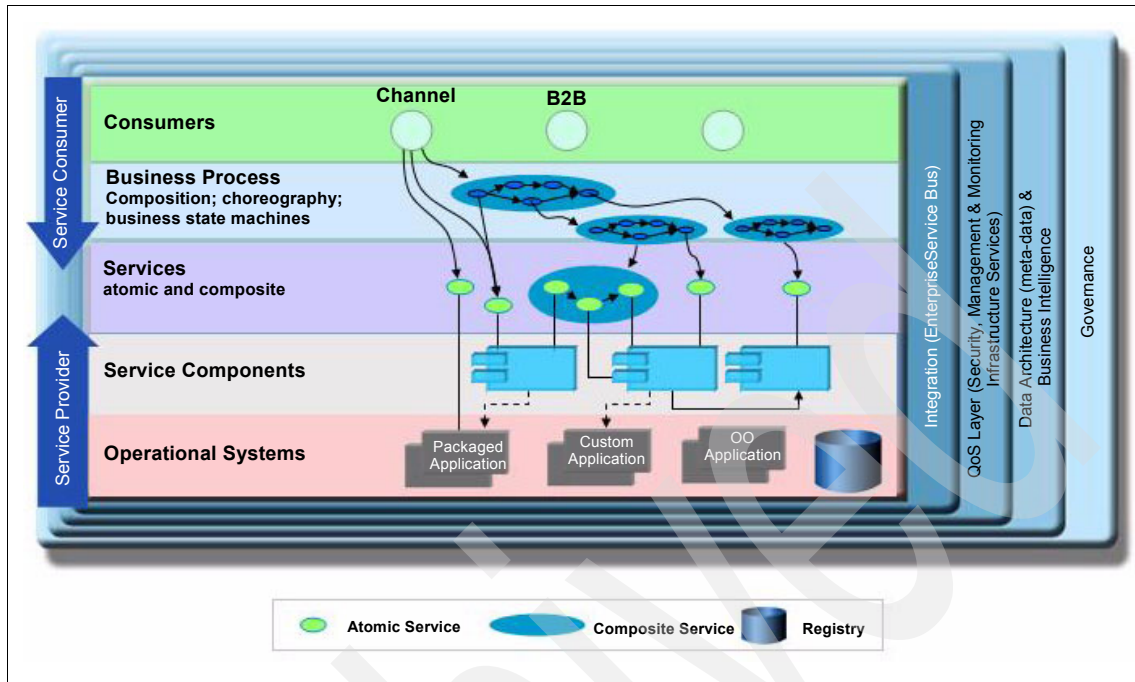 Channel
B2B
Consumers
Business Process
Composition; choreography;
business state machines
Services
atomic and composite
Service Components
Operational Systems
Packaged
Application
Custom
Application
OO
Application
Service Consumer
Service Provider
Integration (EnterpriseService Bus)
QoS Layer (Security, Management & Monitoring
Infrastructure Services)
Data Architecture (meta-data) &
Business Intelligence
Governance
Atomic Service
Composite Service
Registry